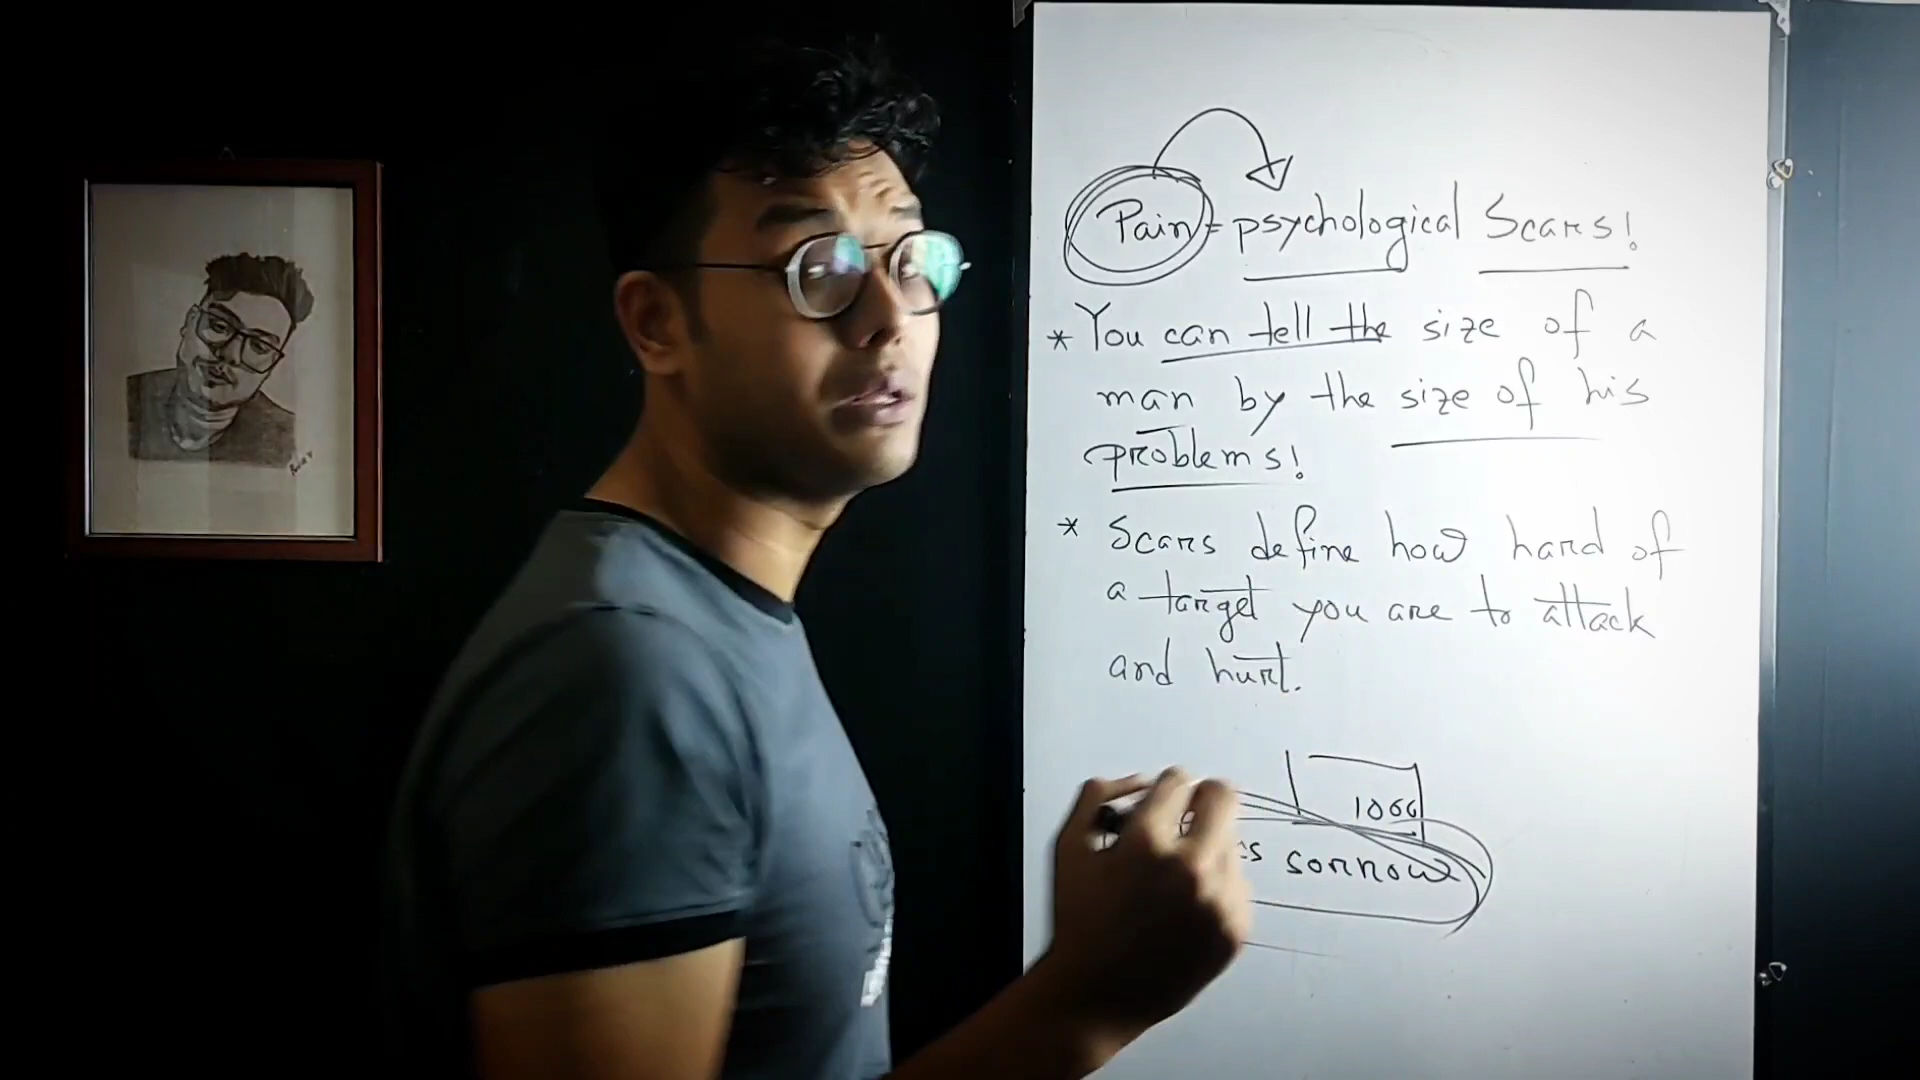 Pain = psychological Scars!
* You can tell the size of a
man by the size of his
problems!
* Scars define how hard of
a target you are to attack
and hurt.
sorrow